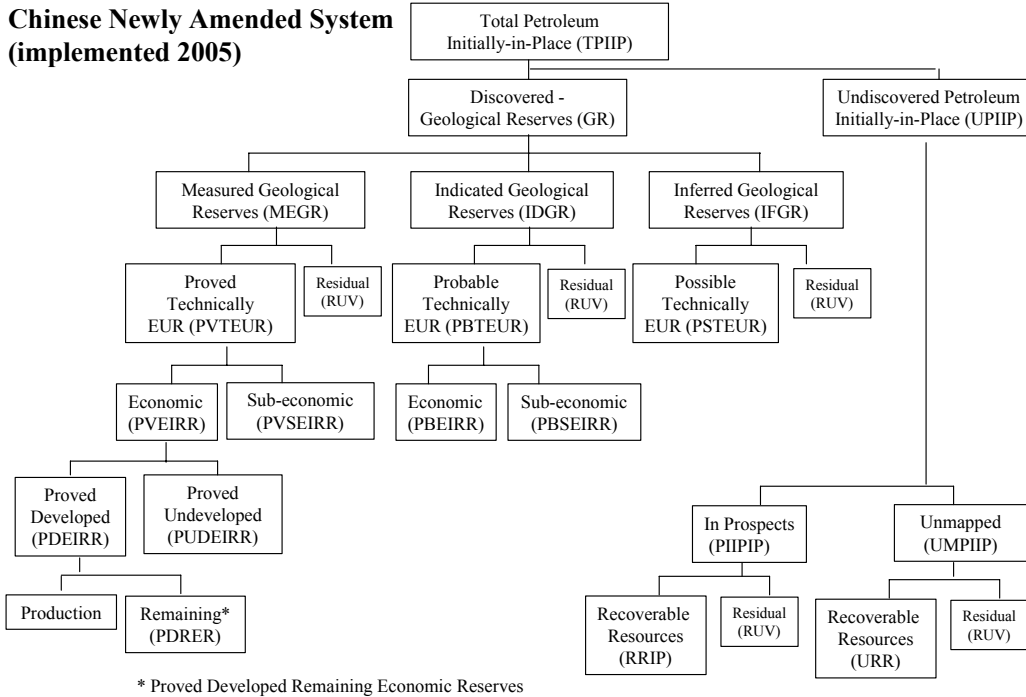 Chinese Newly Amended System
(implemented 2005)
Total Petroleum
Initially-in-Place (TPIIP)
Discovered -
Geological Reserves (GR)
Undiscovered Petroleum
Initially-in-Place (UPIIP)
Measured Geological
Reserves (MEGR)
Indicated Geological
Reserves (IDGR)
Inferred Geological
Reserves (IFGR)
Proved
Technically
EUR (PVTEUR)
Residual
(RUV)
Probable
Technically
EUR (PBTEUR)
Residual
(RUV)
Possible
Technically
EUR (PSTEUR)
Residual
(RUV)
Economic
(PVEIRR)
Sub-economic
(PVSEIRR)
Economic
(PBEIRR)
Sub-economic
(PBSEIRR)
Proved
Developed
(PDEIRR)
Proved
Undeveloped
(PUDEIRR)
In Prospects
(PIIPIP)
Unmapped
(UMPIIP)
Production
Remaining*
(PDRER)
Recoverable
Resources
(RRIP)
Residual
(RUV)
Recoverable
Resources
(URR)
Residual
(RUV)
* Proved Developed Remaining Economic Reserves